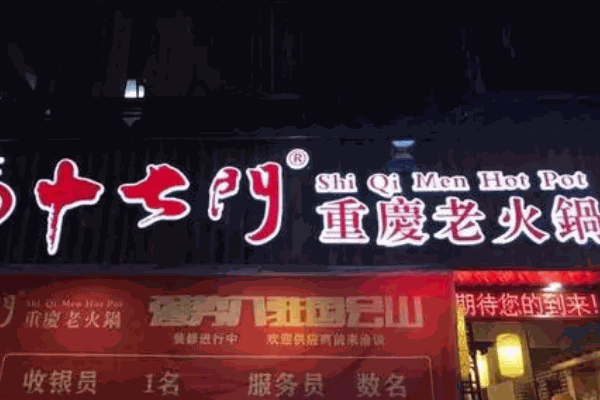 十七门®
Shi Qi Men Hot Pot
重慶老火鍋
Shi Qi Men Hot Pot
重慶老火鍋
装修进行中 欢迎供应商前来洽谈
收银员 1名 服务员 数名
期待您的到来!